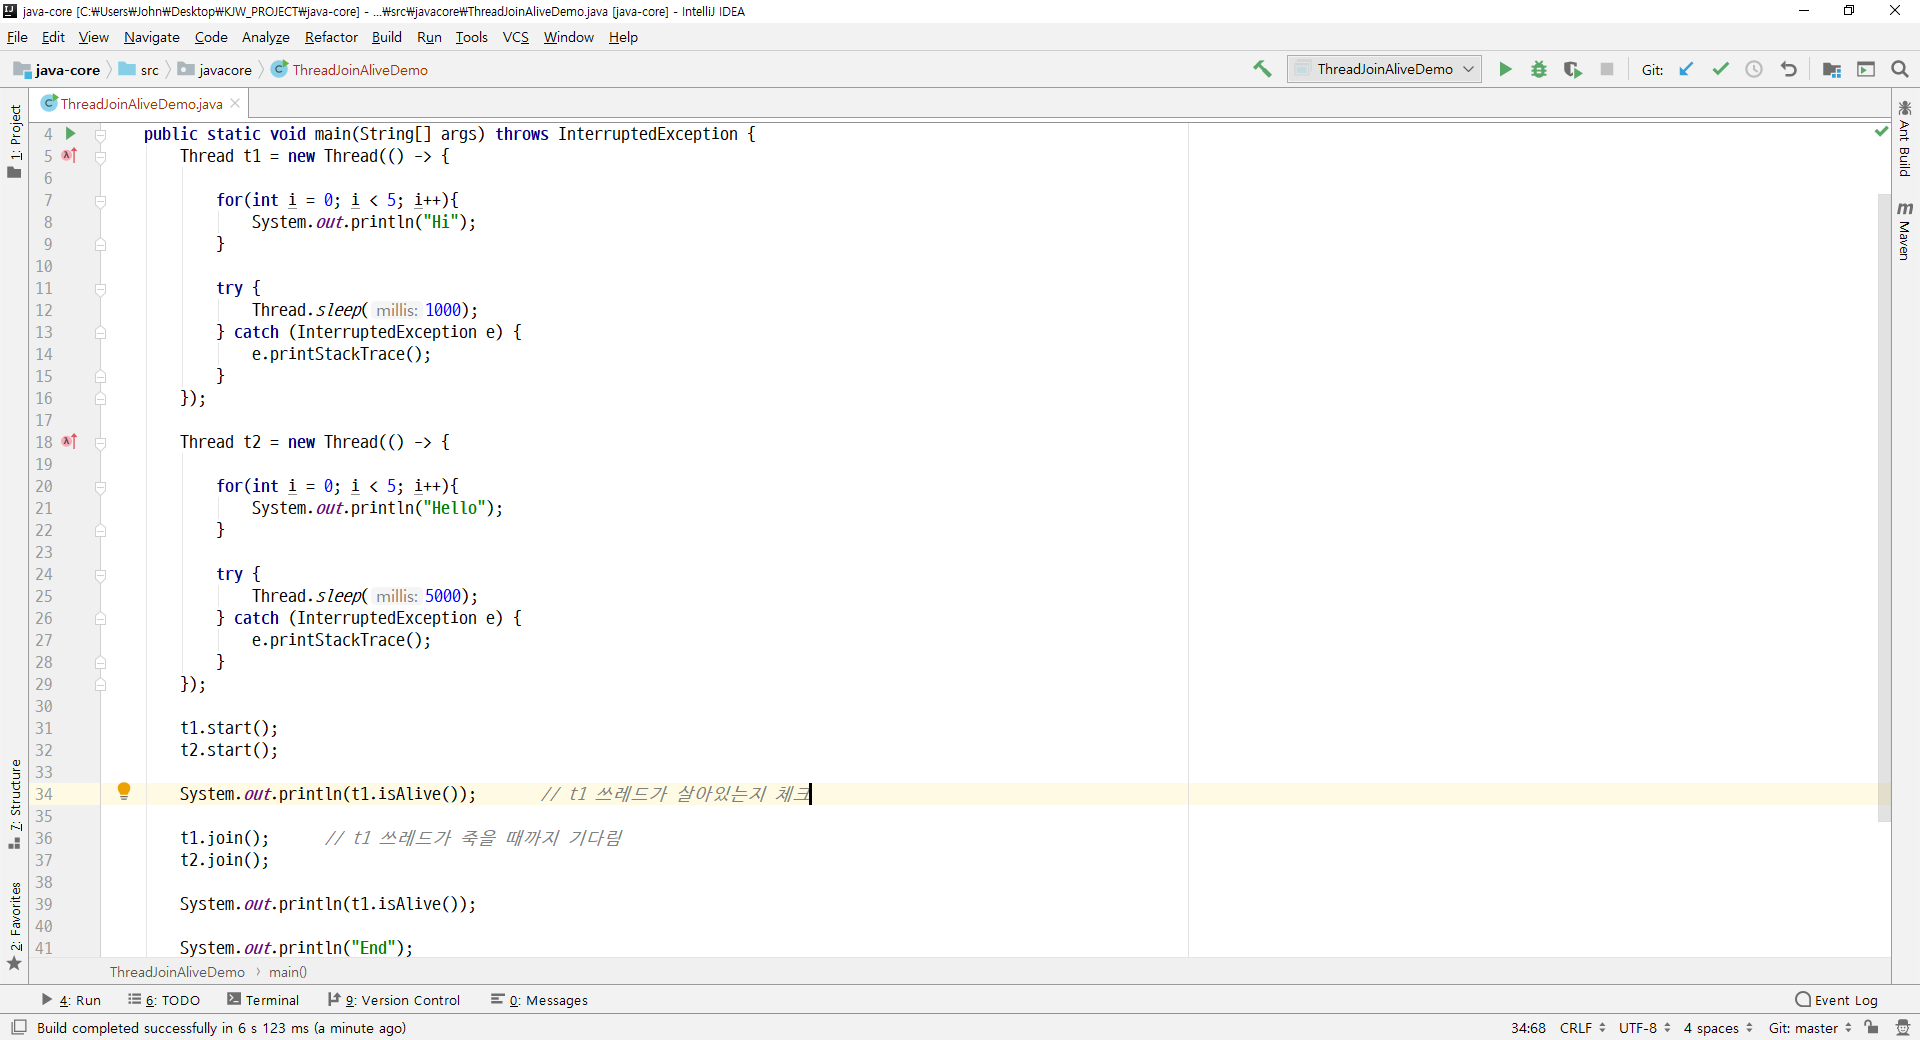 java-core [C:￦Users￦John￦Desktop￦KJW_PROJECT￦java-core] - ...￦src￦javacore￦ThreadJoinAliveDemo.java [java-core] - IntelliJ IDEA
File Edit View Navigate Code Analyze Refactor Build Run Tools VCS Window Help
java-core src javacore ThreadJoinAliveDemo ThreadJoinAliveDemo Git:
ThreadJoinAliveDemo.java
1: Project
7: Structure
2: Favorites
Ant Build
Maven
4 public static void main(String[] args) throws InterruptedException {
5 Thread t1 = new Thread(() -> {
6
7 for(int i = 0; i < 5; i++){
8 System.out.println("Hi");
9 }
10
11 try {
12 Thread.sleep( millis: 1000);
13 } catch (InterruptedException e) {
14 e.printStackTrace();
15 }
16 });
17
18 Thread t2 = new Thread(() -> {
19
20 for(int i = 0; i < 5; i++){
21 System.out.println("Hello");
22 }
23
24 try {
25 Thread.sleep( millis: 5000);
26 } catch (InterruptedException e) {
27 e.printStackTrace();
28 }
29 });
30
31 t1.start();
32 t2.start();
33
34 System.out.println(t1.isAlive()); // t1 쓰레드가 살아있는지 체크
35
36 t1.join(); // t1 쓰레드가 죽을 때까지 기다림
37 t2.join();
38
39 System.out.println(t1.isAlive());
40
41 System.out.println("End");
ThreadJoinAliveDemo › main()
4: Run 6: TODO Terminal 9: Version Control 0: Messages Event Log
Build completed successfully in 6 s 123 ms (a minute ago) 34:68 CRLF UTF-8 4 spaces Git: master